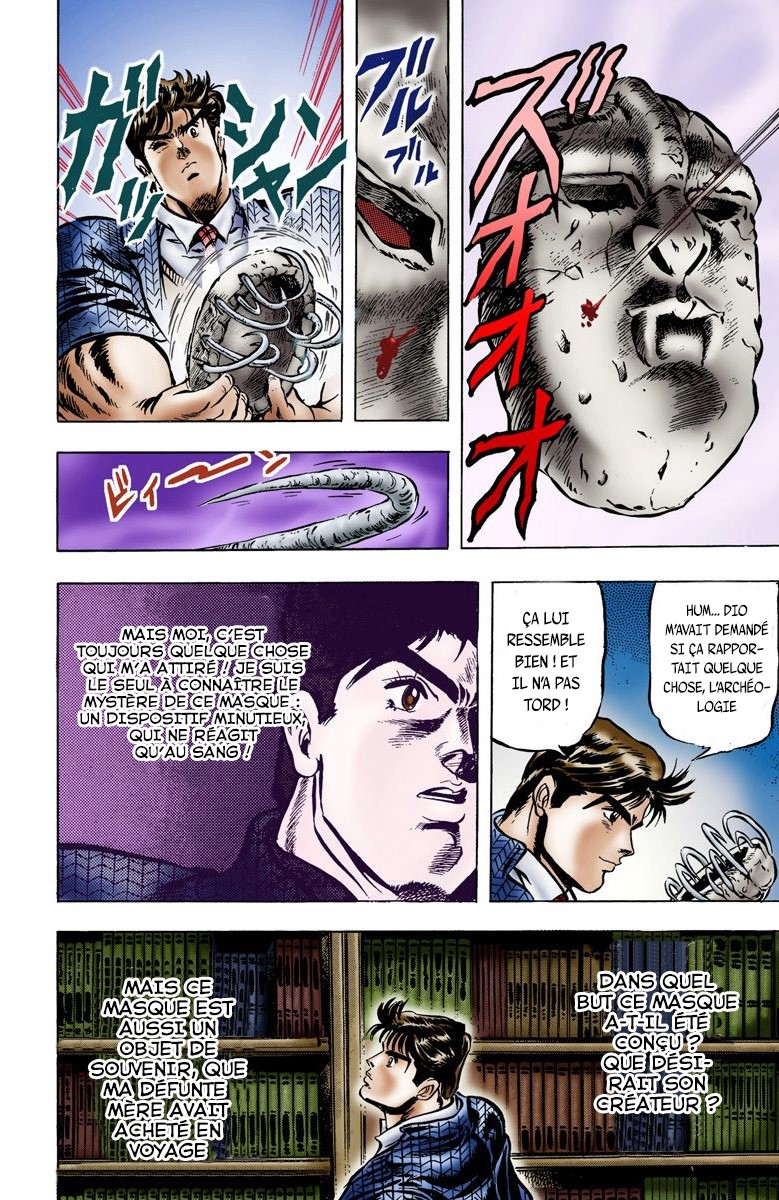 ズオオオオ
ブル
ブル
ガッシャン
ビィーン
HUM... DIO
M'AVAIT DEMANDÉ
SI ÇA RAPPOR-
TAIT QUELQUE
CHOSE, L'ARCHÉO-
LOGIE
ÇA LUI
RESSEMBLE
BIEN ! ET
IL N'A PAS
TORD !
MAIS MOI, C'EST
TOUJOURS QUELQUE CHOSE
QUI M'A ATTIRÉ ! JE SUIS
LE SEUL À CONNAÎTRE LE
MYSTÈRE DE CE MASQUE :
UN DISPOSITIF MINUTIEUX,
QUI NE RÉAGIT
QU'AU SANG !
DANS QUEL
BUT CE MASQUE
A-T-IL ÉTÉ
CONÇU ?
QUE DÉSI-
RAIT SON
CRÉATEUR ?
MAIS CE
MASQUE EST
AUSSI UN
OBJET DE
SOUVENIR, QUE
MA DÉFUNTE
MÈRE AVAIT
ACHETÉ EN
VOYAGE